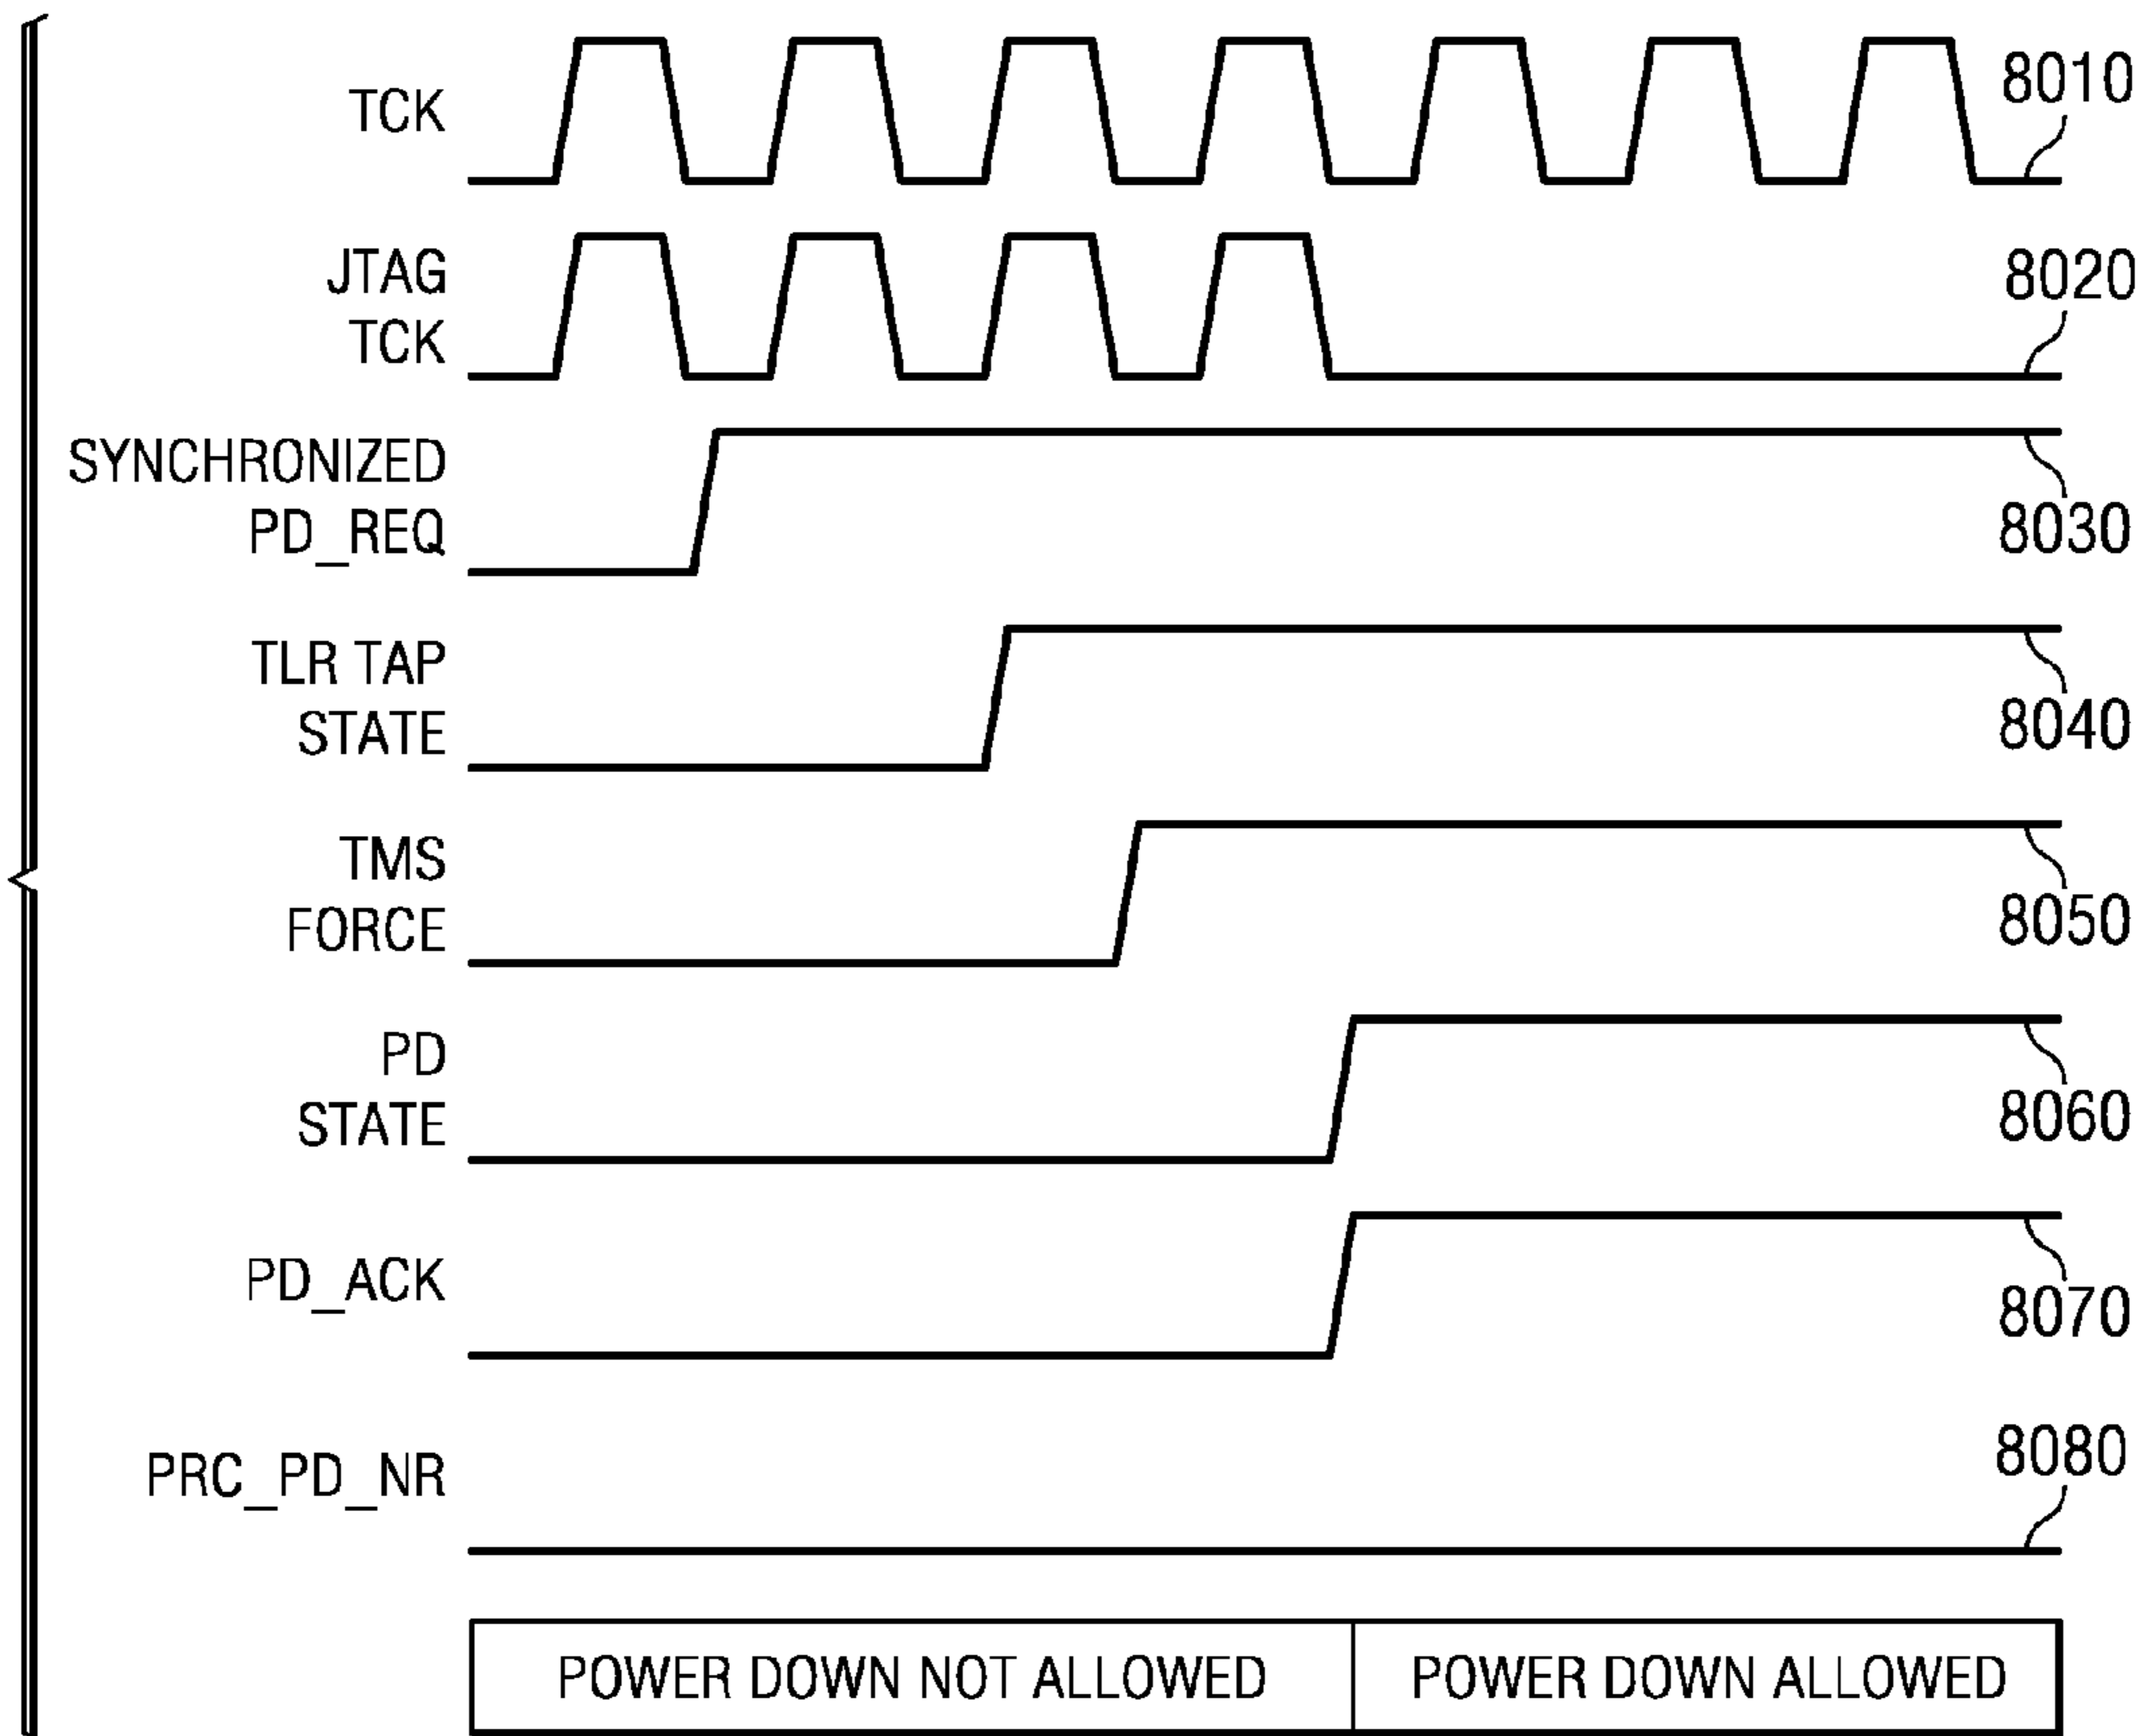 TCK
8010
JTAG
TCK
8020
SYNCHRONIZED
PD_REQ
8030
TLR TAP
STATE
8040
TMS
FORCE
8050
PD
STATE
8060
PD_ACK
8070
PRC_PD_NR
8080
POWER DOWN NOT ALLOWED
POWER DOWN ALLOWED